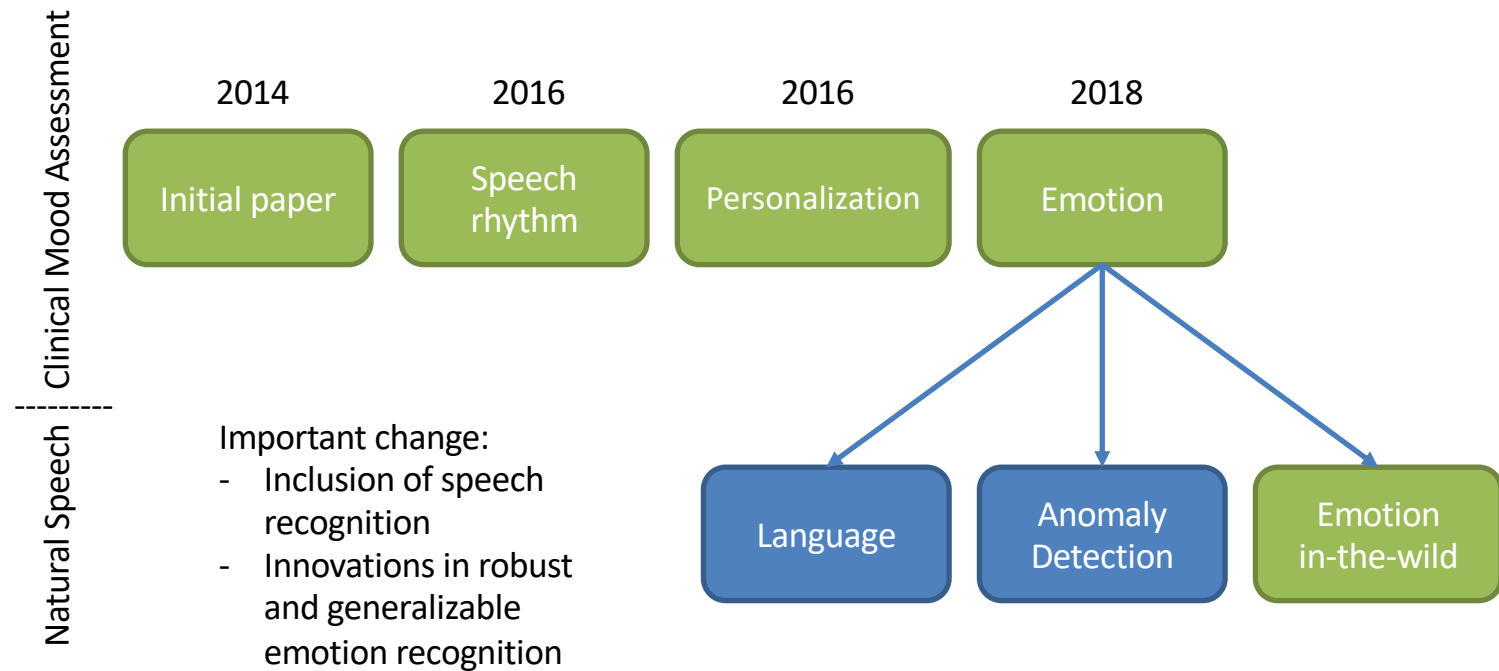 Clinical Mood Assessment
2014
2016
2016
2018
Initial paper
Speech
rhythm
Personalization
Emotion
---------
Natural Speech
Important change:
- Inclusion of speech
recognition
- Innovations in robust
and generalizable
emotion recognition
Language
Anomaly
Detection
Emotion
in-the-wild